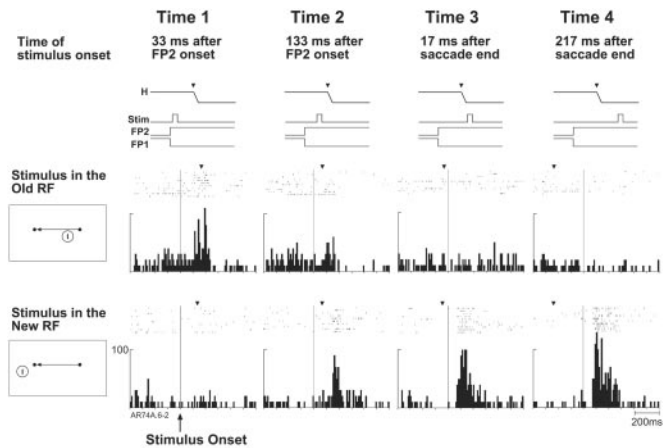 Time 1 Time 2 Time 3 Time 4
Time of
stimulus onset
33 ms after
FP2 onset
133 ms after
FP2 onset
17 ms after
saccade end
217 ms after
saccade end
H
Stim
FP2
FP1
Stimulus in the
Old RF
Stimulus in the
New RF
100
AR74A.6-2
Stimulus Onset
200ms